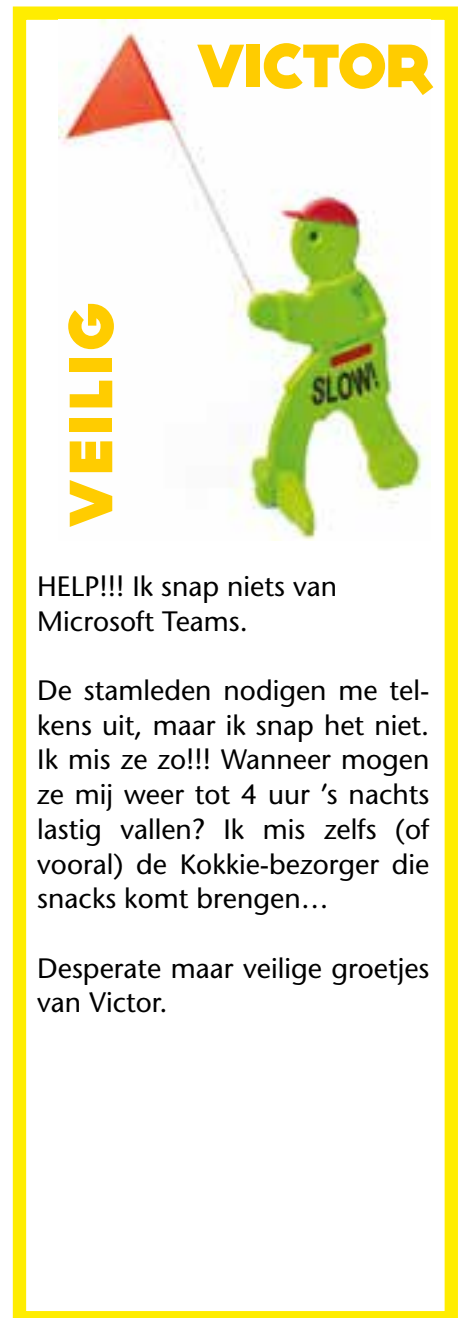 VICTOR
VEILIG
SLOW!
HELP!!! Ik snap niets van
Microsoft Teams.
De stamleden nodigen me tel-
kens uit, maar ik snap het niet.
Ik mis ze zo!!! Wanneer mogen
ze mij weer tot 4 uur ’s nachts
lastig vallen? Ik mis zelfs (of
vooral) de Kokkie-bezorger die
snacks komt brengen…
Desperate maar veilige groetjes
van Victor.